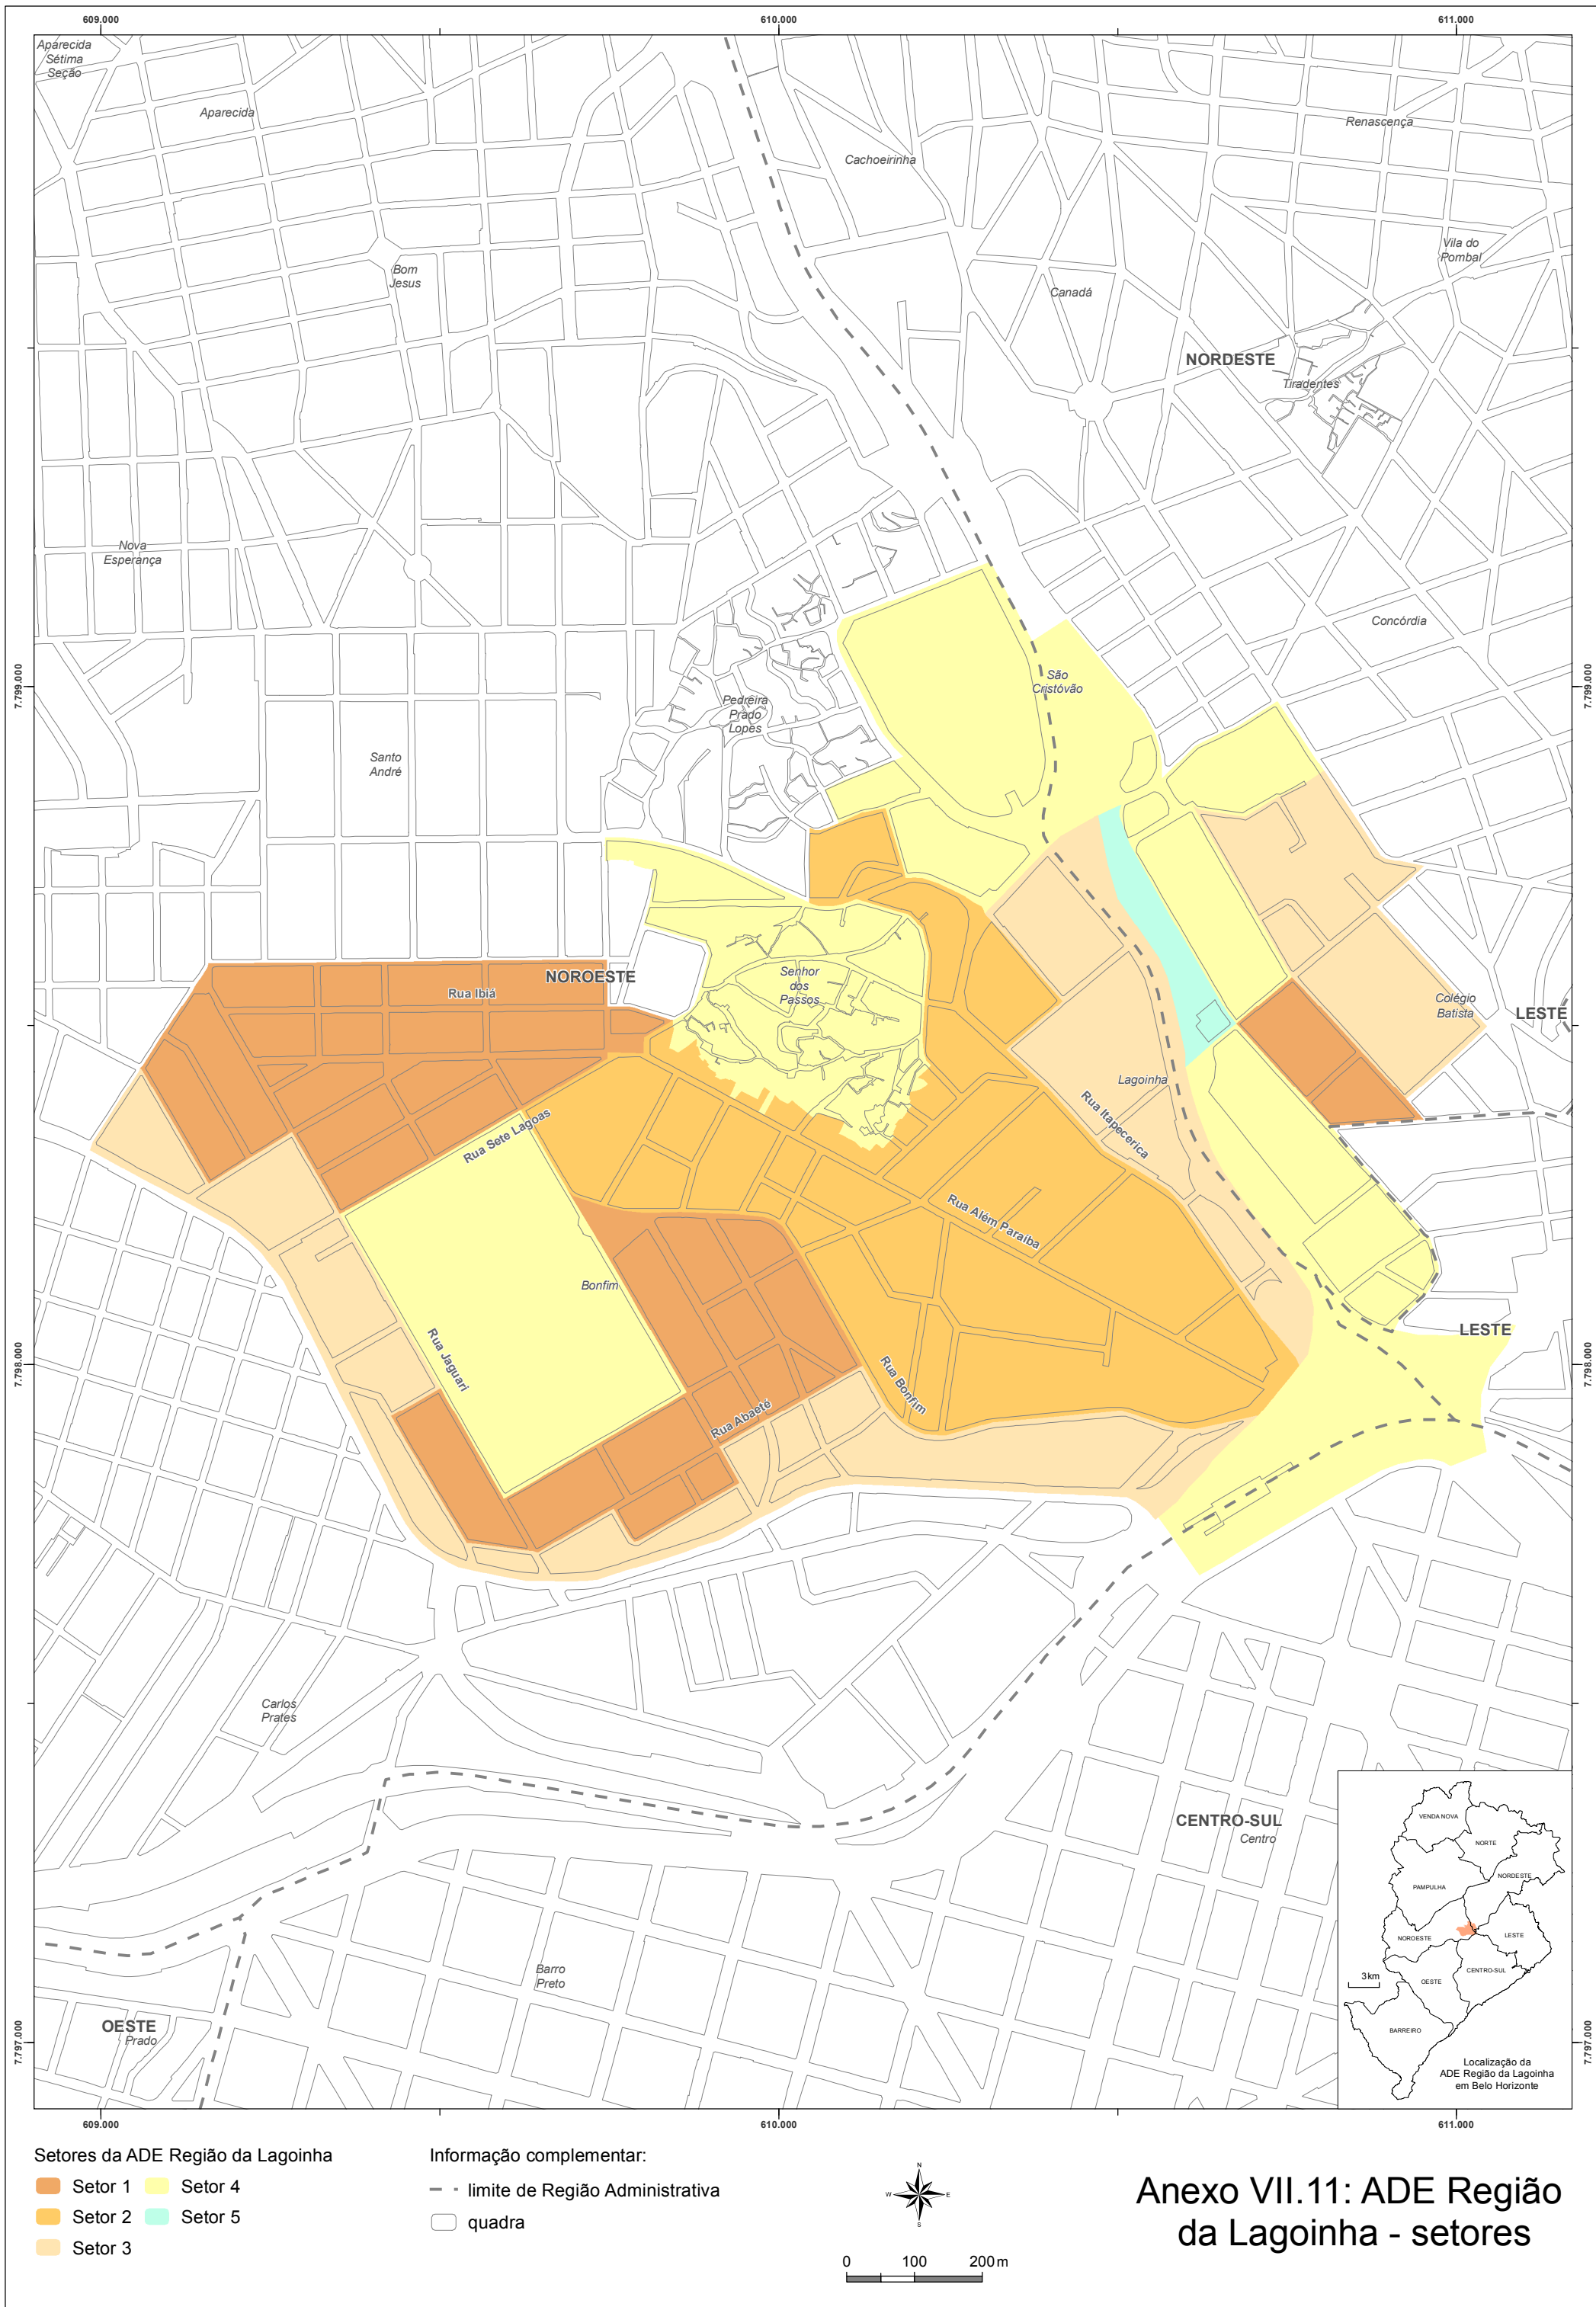 609.000
610.000
611.000
Aparecida
Sétima
Seção
Aparecida
Cachoeirinha
Renascença
Vila do
Pombal
Bom
Jesus
Canadá
NORDESTE
Tiradentes
Nova
Esperança
Concórdia
São
Cristóvão
7.799.000
7.799.000
Pedreira
Prado
Lopes
Santo
André
NOROESTE
Rua Ibiá
Senhor
dos
Passos
Colégio
Batista
LESTE
Lagoinha
Rua Itapecerica
Rua Sete Lagoas
Rua Além Paraíba
Bonfim
LESTE
Rua Jaguari
Rua Bonfim
Rua Abaeté
7.798.000
7.798.000
Carlos
Prates
CENTRO-SUL
Centro
Barro
Preto
OESTE
Prado
7.797.000
7.797.000
VENDA NOVA
NORTE
NORDESTE
PAMPULHA
NOROESTE
LESTE
CENTRO-SUL
OESTE
3km
BARREIRO
Localização da
ADE Região da Lagoinha
em Belo Horizonte
609.000
610.000
611.000
Setores da ADE Região da Lagoinha
Setor 1
Setor 4
Setor 2
Setor 5
Setor 3
Informação complementar:
limite de Região Administrativa
quadra
N
W
E
S
0 100 200 m
Anexo VII.11: ADE Região
da Lagoinha - setores